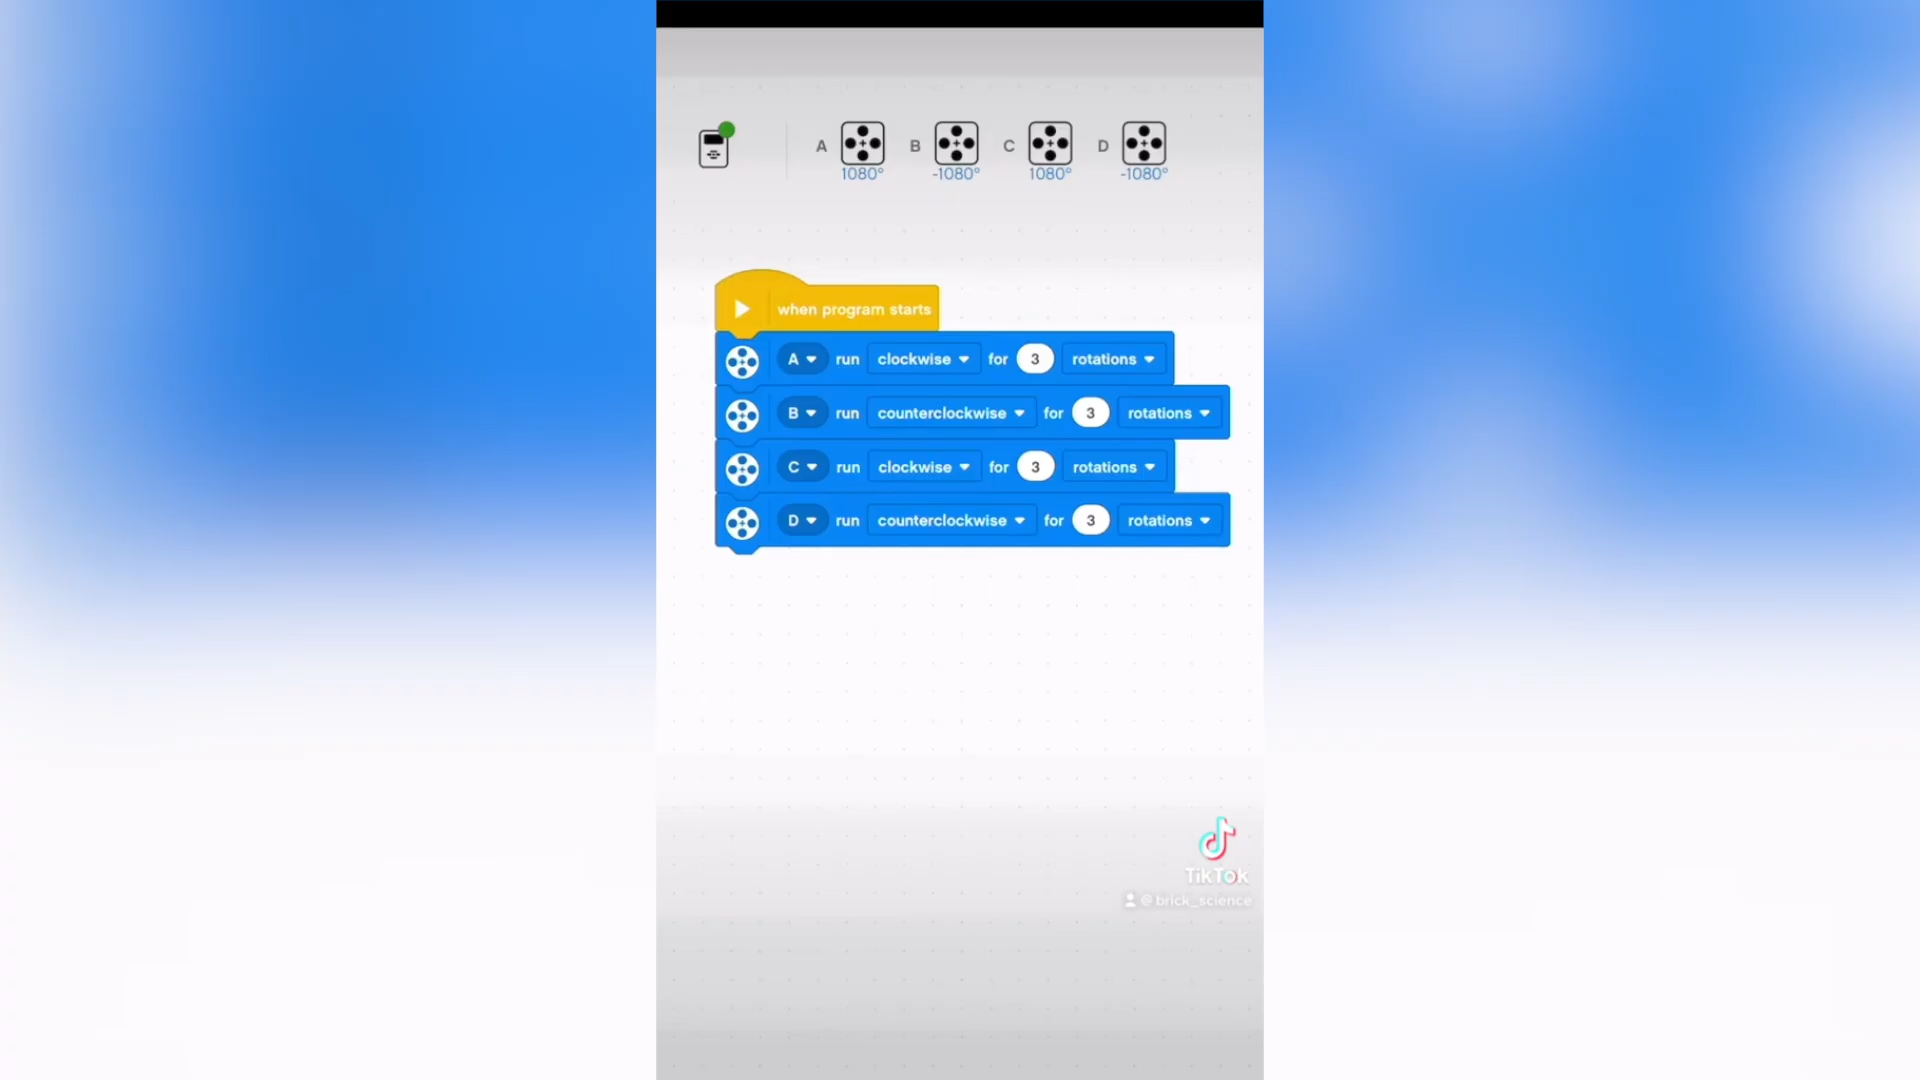 A B C D
1080° -1080° 1080° -1080°
when program starts
A run clockwise for 3 rotations
B run counterclockwise for 3 rotations
C run clockwise for 3 rotations
D run counterclockwise for 3 rotations
TikTok
@brick_science